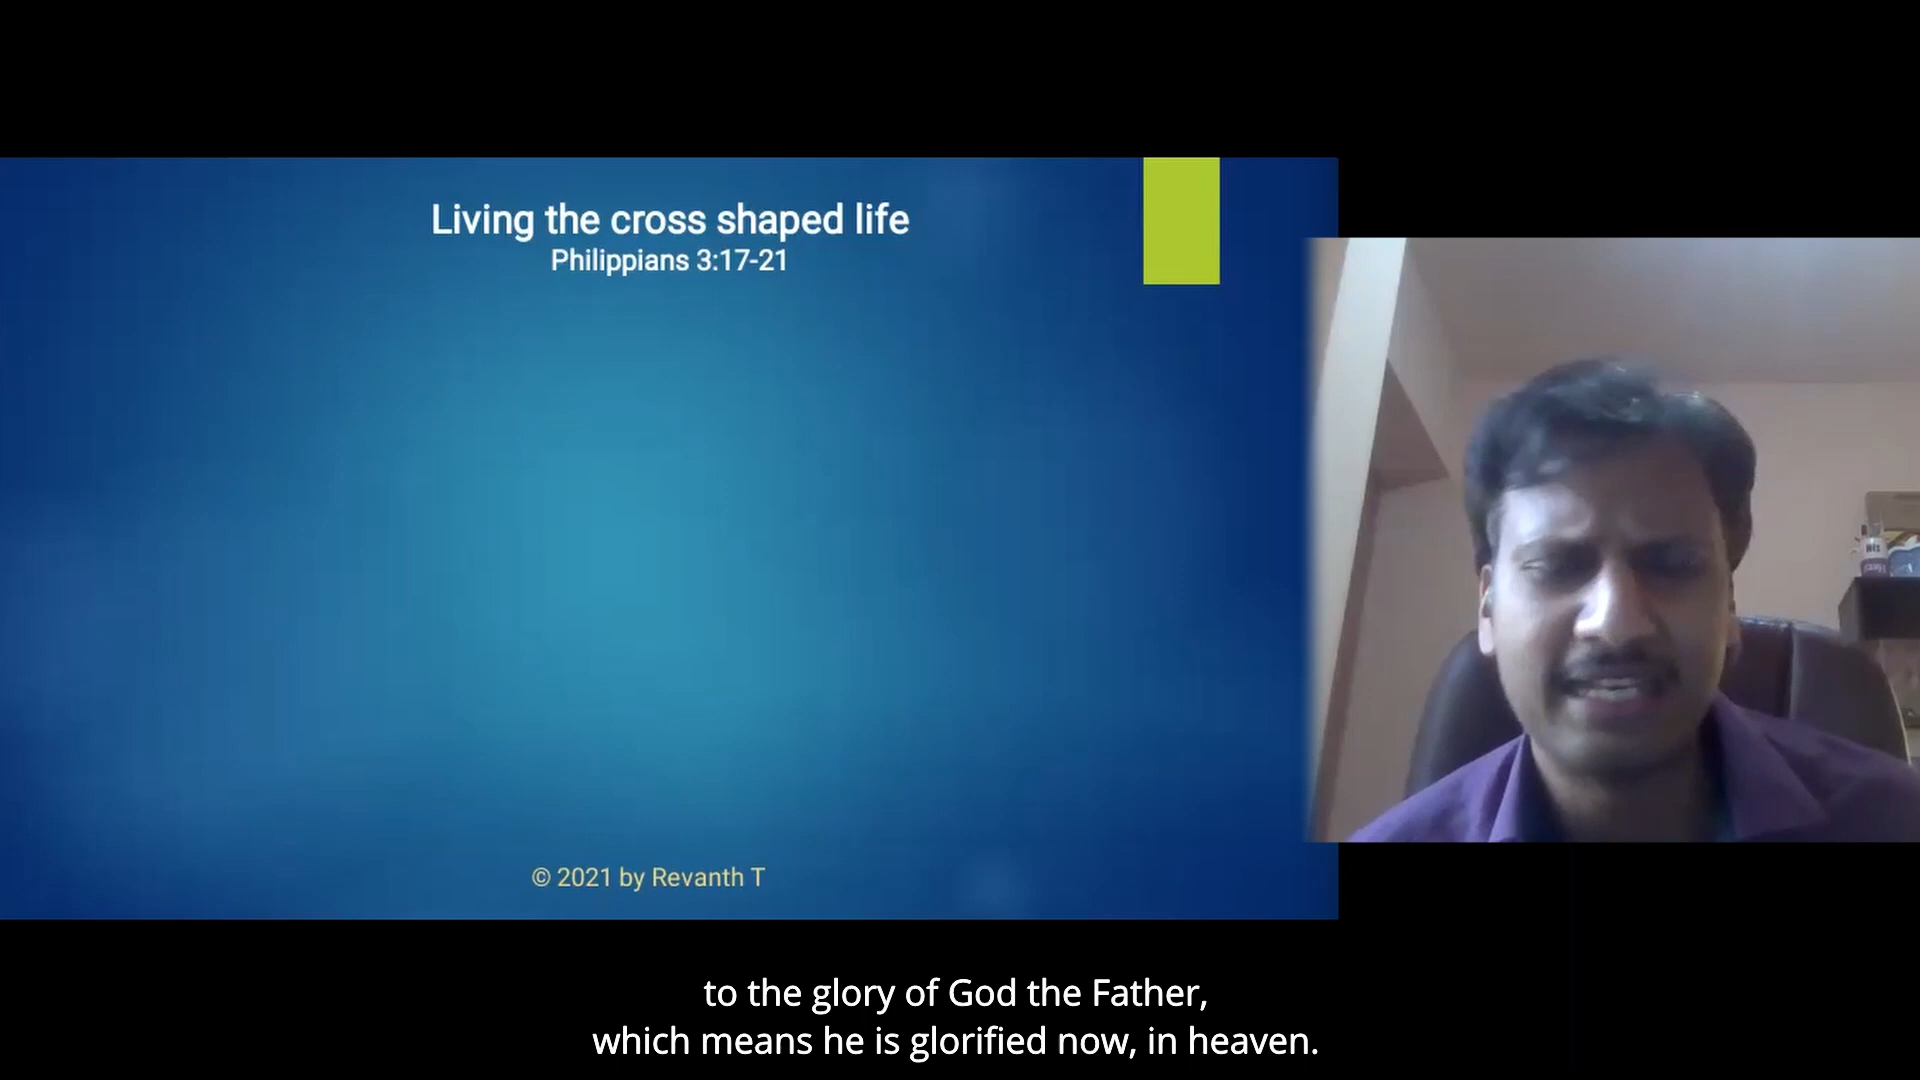 Living the cross shaped life
Philippians 3:17-21
© 2021 by Revanth T
to the glory of God the Father,
which means he is glorified now, in heaven.